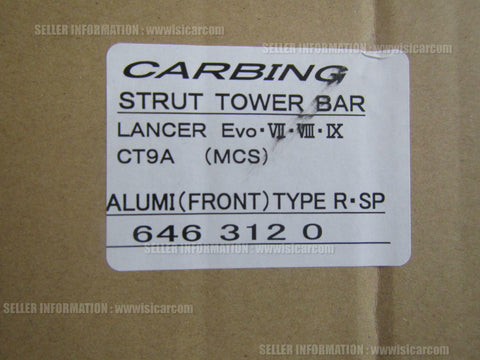 SELLER INFORMATION : wwwisicarcom SELLER INFORMATION : wwwisicarcom
CARBING
STRUT TOWER BAR
LANCER Evo・Ⅶ・Ⅷ・Ⅸ
CT9A (MCS)
ALUMI(FRONT)TYPE R・SP
646 312 0
SELLER INFORMATION : wwwisicarcom SELLER INFORMATION : wwwisicarcom
SELLER INFORMATION : wwwisicarcom